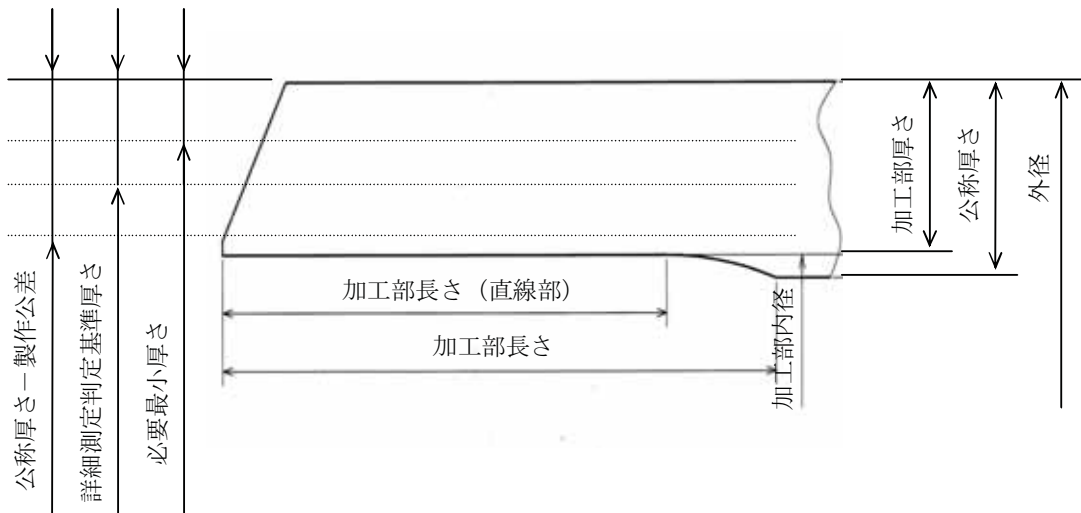 公称厚さ－製作公差
詳細測定判定基準厚さ
必要最小厚さ
加工部長さ（直線部）
加工部長さ
加工部内径
加工部厚さ
公称厚さ
外径